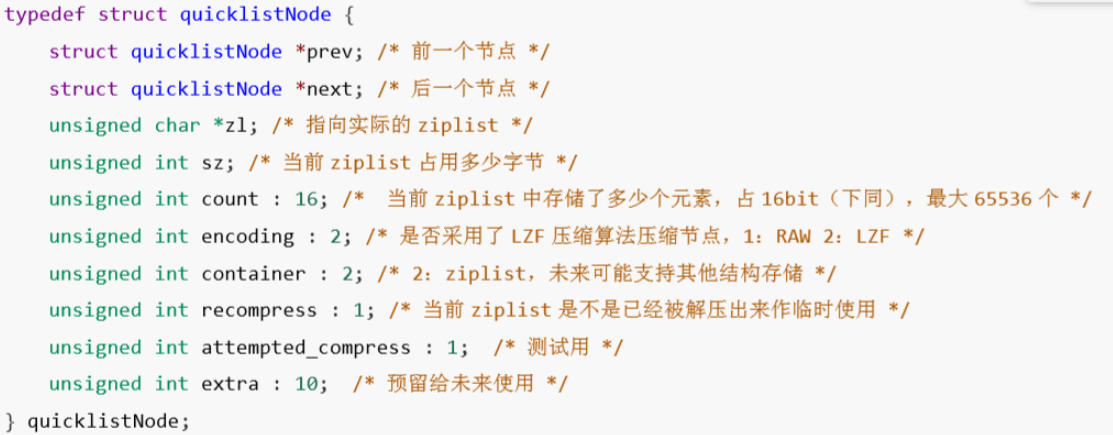 typedef struct quicklistNode {
    struct quicklistNode *prev; /* 前一个节点 */
    struct quicklistNode *next; /* 后一个节点 */
    unsigned char *zl; /* 指向实际的 ziplist */
    unsigned int sz; /* 当前 ziplist 占用多少字节 */
    unsigned int count : 16; /*  当前 ziplist 中存储了多少个元素，占 16bit（下同），最大 65536 个 */
    unsigned int encoding : 2; /* 是否采用了 LZF 压缩算法压缩节点，1：RAW 2：LZF */
    unsigned int container : 2; /* 2：ziplist，未来可能支持其他结构存储 */
    unsigned int recompress : 1; /* 当前 ziplist 是不是已经被解压出来作临时使用 */
    unsigned int attempted_compress : 1;  /* 测试用 */
    unsigned int extra : 10;  /* 预留给未来使用 */
} quicklistNode;